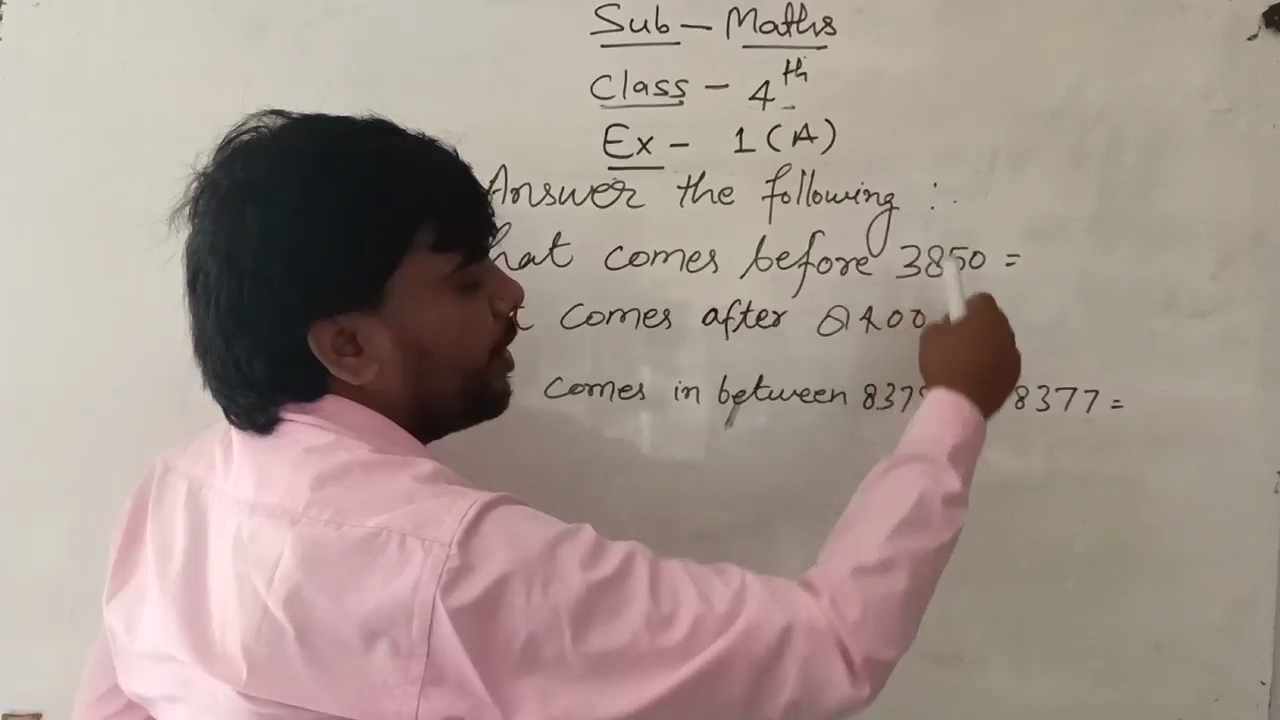 Sub - Maths
Class - 4th
Ex - 1(A)
Answer the following :
hat comes before 3850 =
t comes after 400
comes in between 837 8377 =